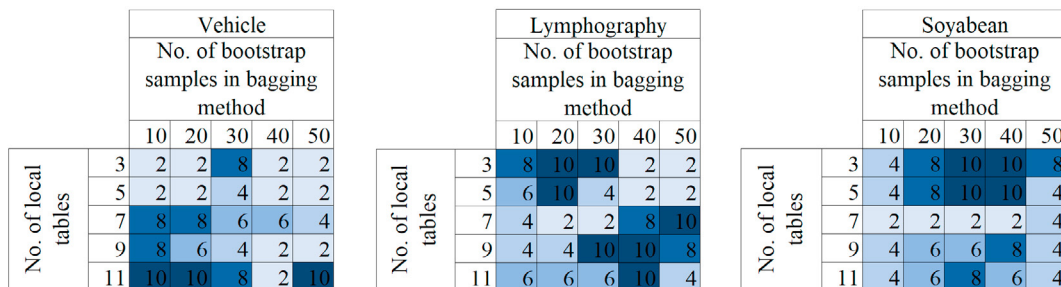 Vehicle
No. of bootstrap
samples in bagging
method
10 20 30 40 50
No. of local
tables
3 2 2 8 2 2
5 2 2 4 2 2
7 8 8 6 6 4
9 8 6 4 2 2
11 10 10 8 2 10
Lymphography
No. of bootstrap
samples in bagging
method
10 20 30 40 50
No. of local
tables
3 8 10 10 2 2
5 6 10 4 2 2
7 4 2 2 8 10
9 4 4 10 10 8
11 6 6 6 10 4
Soyabean
No. of bootstrap
samples in bagging
method
10 20 30 40 50
No. of local
tables
3 4 8 10 10 8
5 4 8 10 10 4
7 2 2 2 2 4
9 4 6 6 8 4
11 4 6 8 6 4